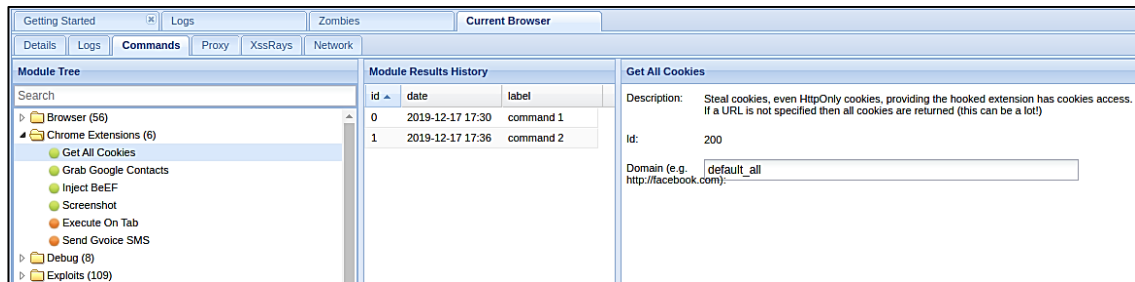 Getting Started Logs Zombies Current Browser
Details Logs Commands Proxy XssRays Network
Module Tree
Search
Browser (56)
Chrome Extensions (6)
Get All Cookies
Grab Google Contacts
Inject BeEF
Screenshot
Execute On Tab
Send Gvoice SMS
Debug (8)
Exploits (109)
Module Results History
id date label
0 2019-12-17 17:30 command 1
1 2019-12-17 17:36 command 2
Get All Cookies
Description: Steal cookies, even HttpOnly cookies, providing the hooked extension has cookies access.
If a URL is not specified then all cookies are returned (this can be a lot!)
Id: 200
Domain (e.g. default_all
http://facebook.com):